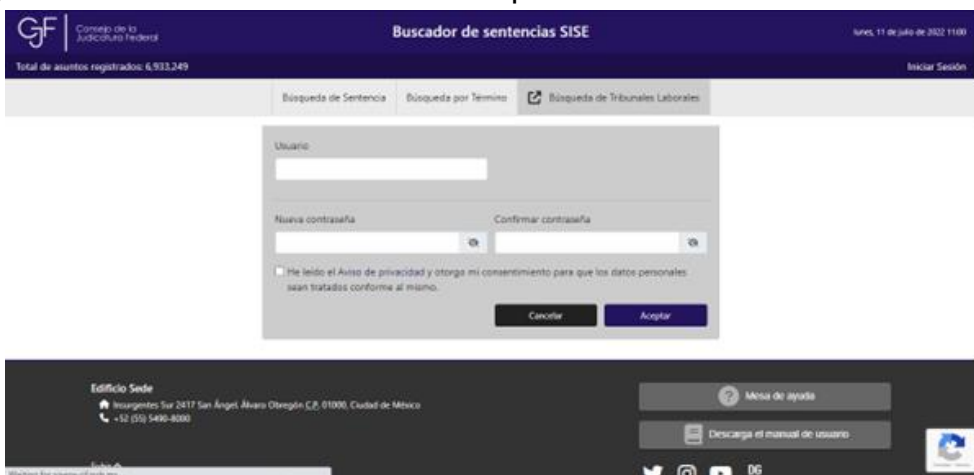 Consejo de la
Judicatura Federal
Buscador de sentencias SISE
lunes, 11 de julio de 2022 11:00
Total de asuntos registrados: 6,933,249
Iniciar Sesión
Búsqueda de Sentencia
Búsqueda por Término
Búsqueda de Tribunales Laborales
Usuario
Nueva contraseña
Confirmar contraseña
He leído el Aviso de privacidad y otorgo mi consentimiento para que los datos personales
sean tratados conforme al mismo.
Cancelar
Aceptar
Edificio Sede
Insurgentes Sur 2417 San Ángel, Álvaro Obregón C.P. 01000, Ciudad de México
+52 (55) 5490-8000
Mesa de ayuda
Descarga el manual de usuario
DG